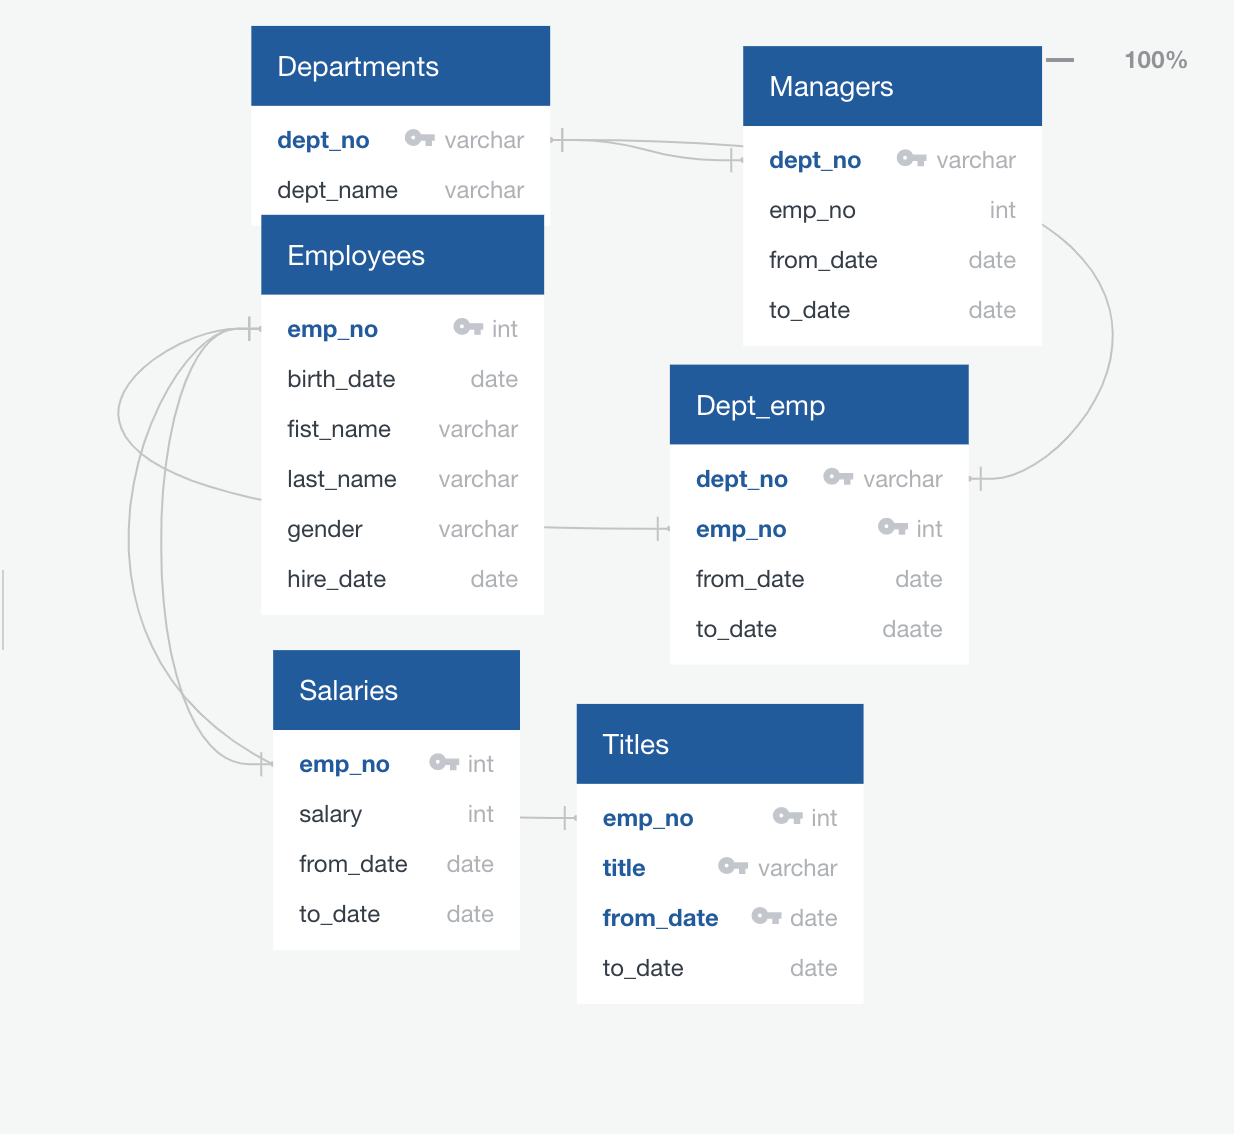 Departments
dept_no varchar
dept_name varchar
Managers
100%
dept_no varchar
emp_no int
from_date date
to_date date
Employees
emp_no int
birth_date date
fist_name varchar
last_name varchar
gender varchar
hire_date date
Dept_emp
dept_no varchar
emp_no int
from_date date
to_date daate
Salaries
emp_no int
salary int
from_date date
to_date date
Titles
emp_no int
title varchar
from_date date
to_date date